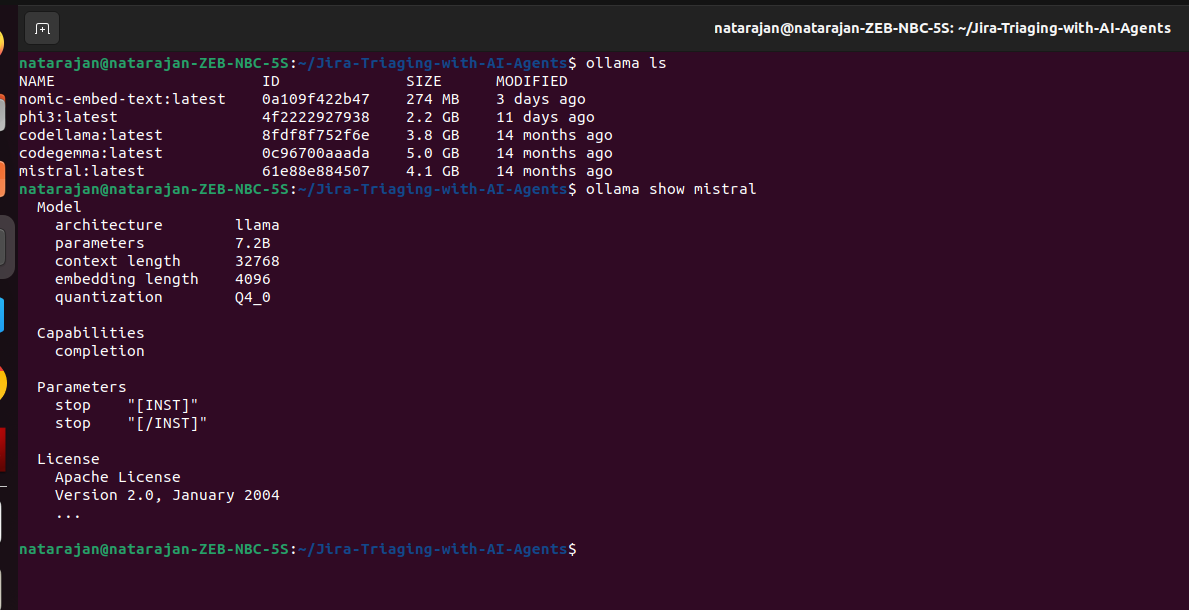 natarajan@natarajan-ZEB-NBC-5S: ~/Jira-Triaging-with-AI-Agents
natarajan@natarajan-ZEB-NBC-5S:~/Jira-Triaging-with-AI-Agents$ ollama ls
NAME                       ID              SIZE      MODIFIED
nomic-embed-text:latest    0a109f422b47    274 MB    3 days ago
phi3:latest                4f2222927938    2.2 GB    11 days ago
codellama:latest           8fdf8f752f6e    3.8 GB    14 months ago
codegemma:latest           0c96700aaada    5.0 GB    14 months ago
mistral:latest             61e88e884507    4.1 GB    14 months ago
natarajan@natarajan-ZEB-NBC-5S:~/Jira-Triaging-with-AI-Agents$ ollama show mistral
  Model
    architecture        llama
    parameters          7.2B
    context length      32768
    embedding length    4096
    quantization        Q4_0

  Capabilities
    completion

  Parameters
    stop    "[INST]"
    stop    "[/INST]"

  License
    Apache License
    Version 2.0, January 2004
    ...

natarajan@natarajan-ZEB-NBC-5S:~/Jira-Triaging-with-AI-Agents$